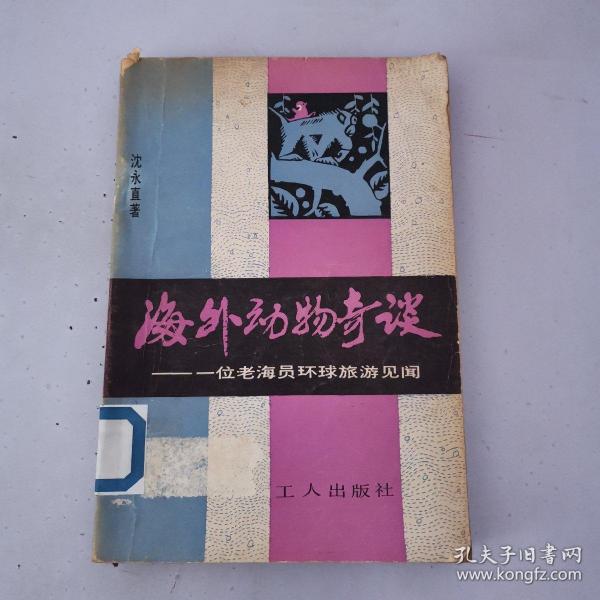 沈永直著
海外动物奇谈
——一位老海员环球旅游见闻
工人出版社
孔夫子旧书网
www.kongfz.com